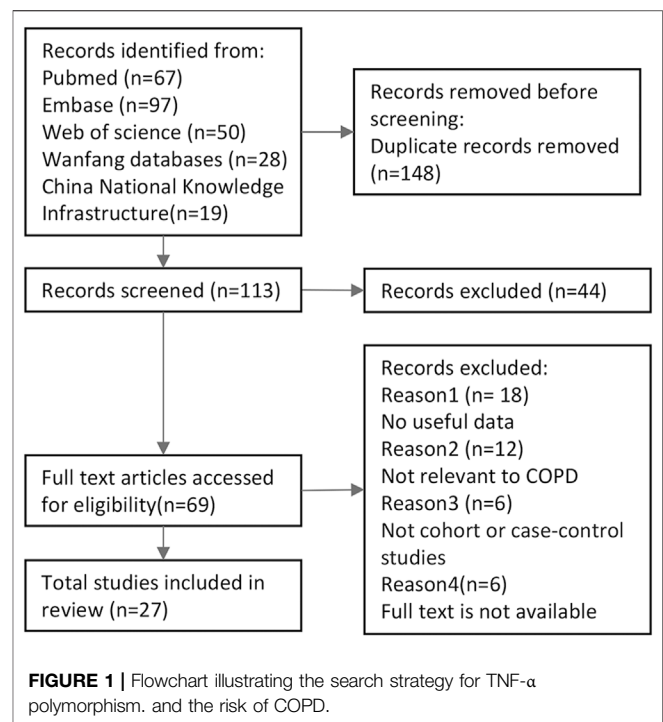 Records identified from:
Pubmed (n=67)
Embase (n=97)
Web of science (n=50)
Wanfang databases (n=28)
China National Knowledge
Infrastructure(n=19)
Records removed before
screening:
Duplicate records removed
(n=148)
Records screened (n=113)
Records excluded (n=44)
Full text articles accessed
for eligibility(n=69)
Records excluded:
Reason1 (n= 18)
No useful data
Reason2 (n=12)
Not relevant to COPD
Reason3 (n=6)
Not cohort or case-control
studies
Reason4(n=6)
Full text is not available
Total studies included in
review (n=27)
FIGURE 1 | Flowchart illustrating the search strategy for TNF-α
polymorphism. and the risk of COPD.